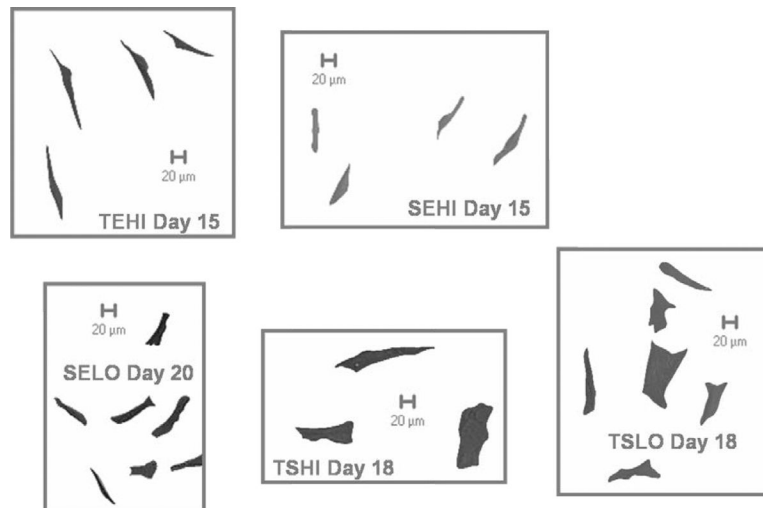 20 µm
TEHI Day 15
20 µm
SEHI Day 15
20 µm
SELO Day 20
20 µm
TSHI Day 18
20 µm
TSLO Day 18